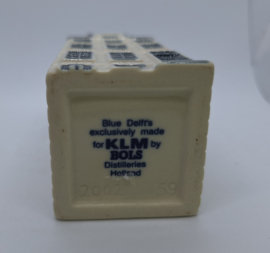 Blue Delft's
exclusively made
for KLM by
BOLS
Distilleries
Holland